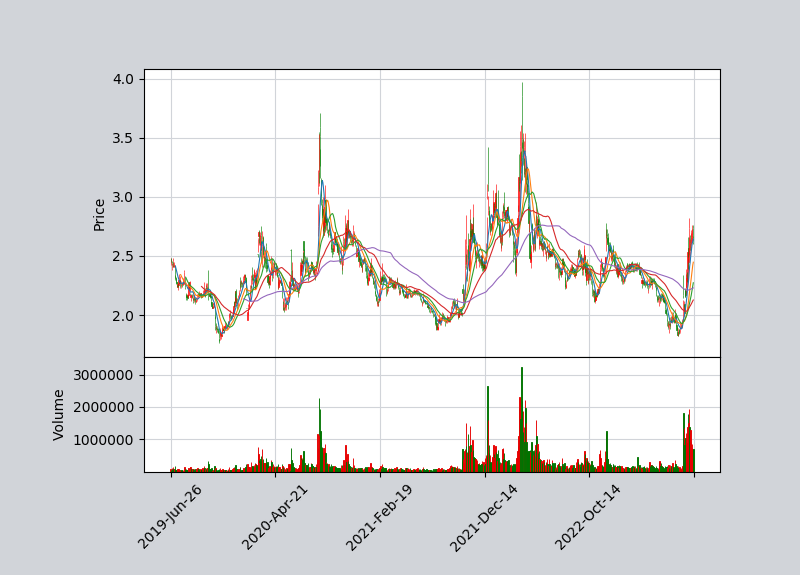 4.0
3.5
3.0
2.5
2.0
Price
3000000
2000000
1000000
Volume
2019-Jun-26
2020-Apr-21
2021-Feb-19
2021-Dec-14
2022-Oct-14